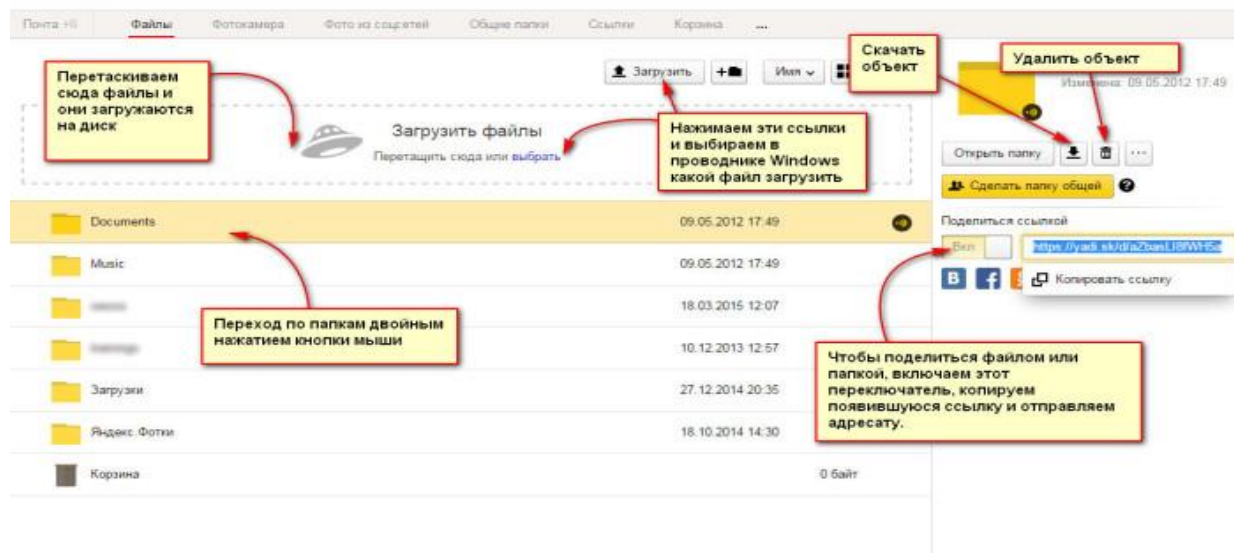 Почта +6 Файлы Фотокамера Фото из соцсетей Общие папки Ссылки Корзина ...
Скачать
объект
Удалить объект
Изменена: 09.05.2012 17:49
Перетаскиваем
сюда файлы и
они загружаются
на диск
Загрузить
Имя
Загрузить файлы
Перетащить сюда или выбрать
Нажимаем эти ссылки
и выбираем в
проводнике Windows
какой файл загрузить
Открыть папку
Сделать папку общей
Поделиться ссылкой
Вкл
Копировать ссылку
Documents 09.05.2012 17:49
Music 09.05.2012 17:49
18.03.2015 12:07
Переход по папкам двойным
нажатием кнопки мыши
10.12.2013 12:57
Чтобы поделиться файлом или
папкой, включаем этот
переключатель, копируем
появившуюся ссылку и отправляем
адресату.
Загрузки 27.12.2014 20:35
Яндекс.Фотки 18.10.2014 14:30
Корзина 0 байт